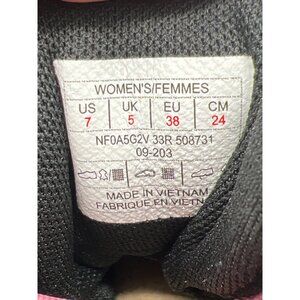 WOMEN'S/FEMMES
US UK EU CM
7 5 38 24
NF0A5G2V 33R 508731
09-203
MADE IN VIETNAM
FABRIQUE EN VIETN